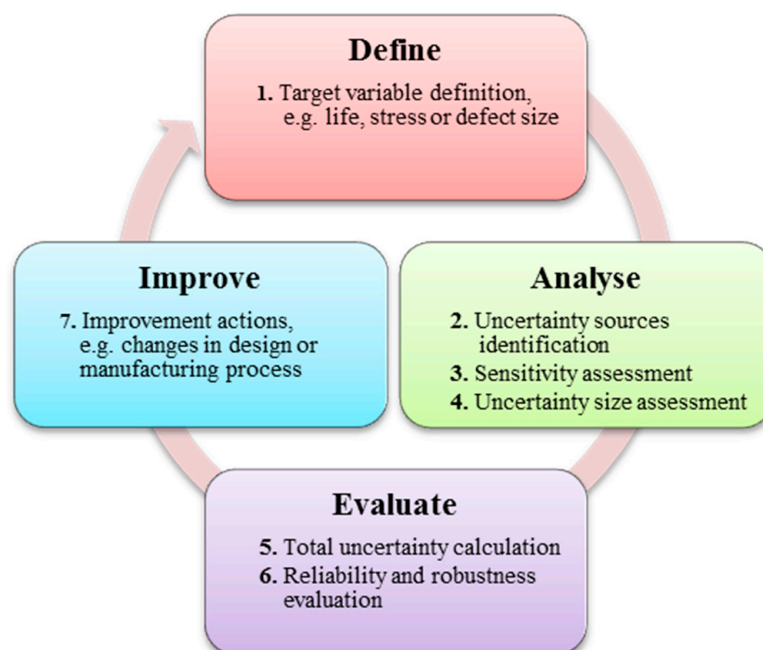 Define
1. Target variable definition,
e.g. life, stress or defect size
Analyse
2. Uncertainty sources
identification
3. Sensitivity assessment
4. Uncertainty size assessment
Evaluate
5. Total uncertainty calculation
6. Reliability and robustness
evaluation
Improve
7. Improvement actions,
e.g. changes in design or
manufacturing process